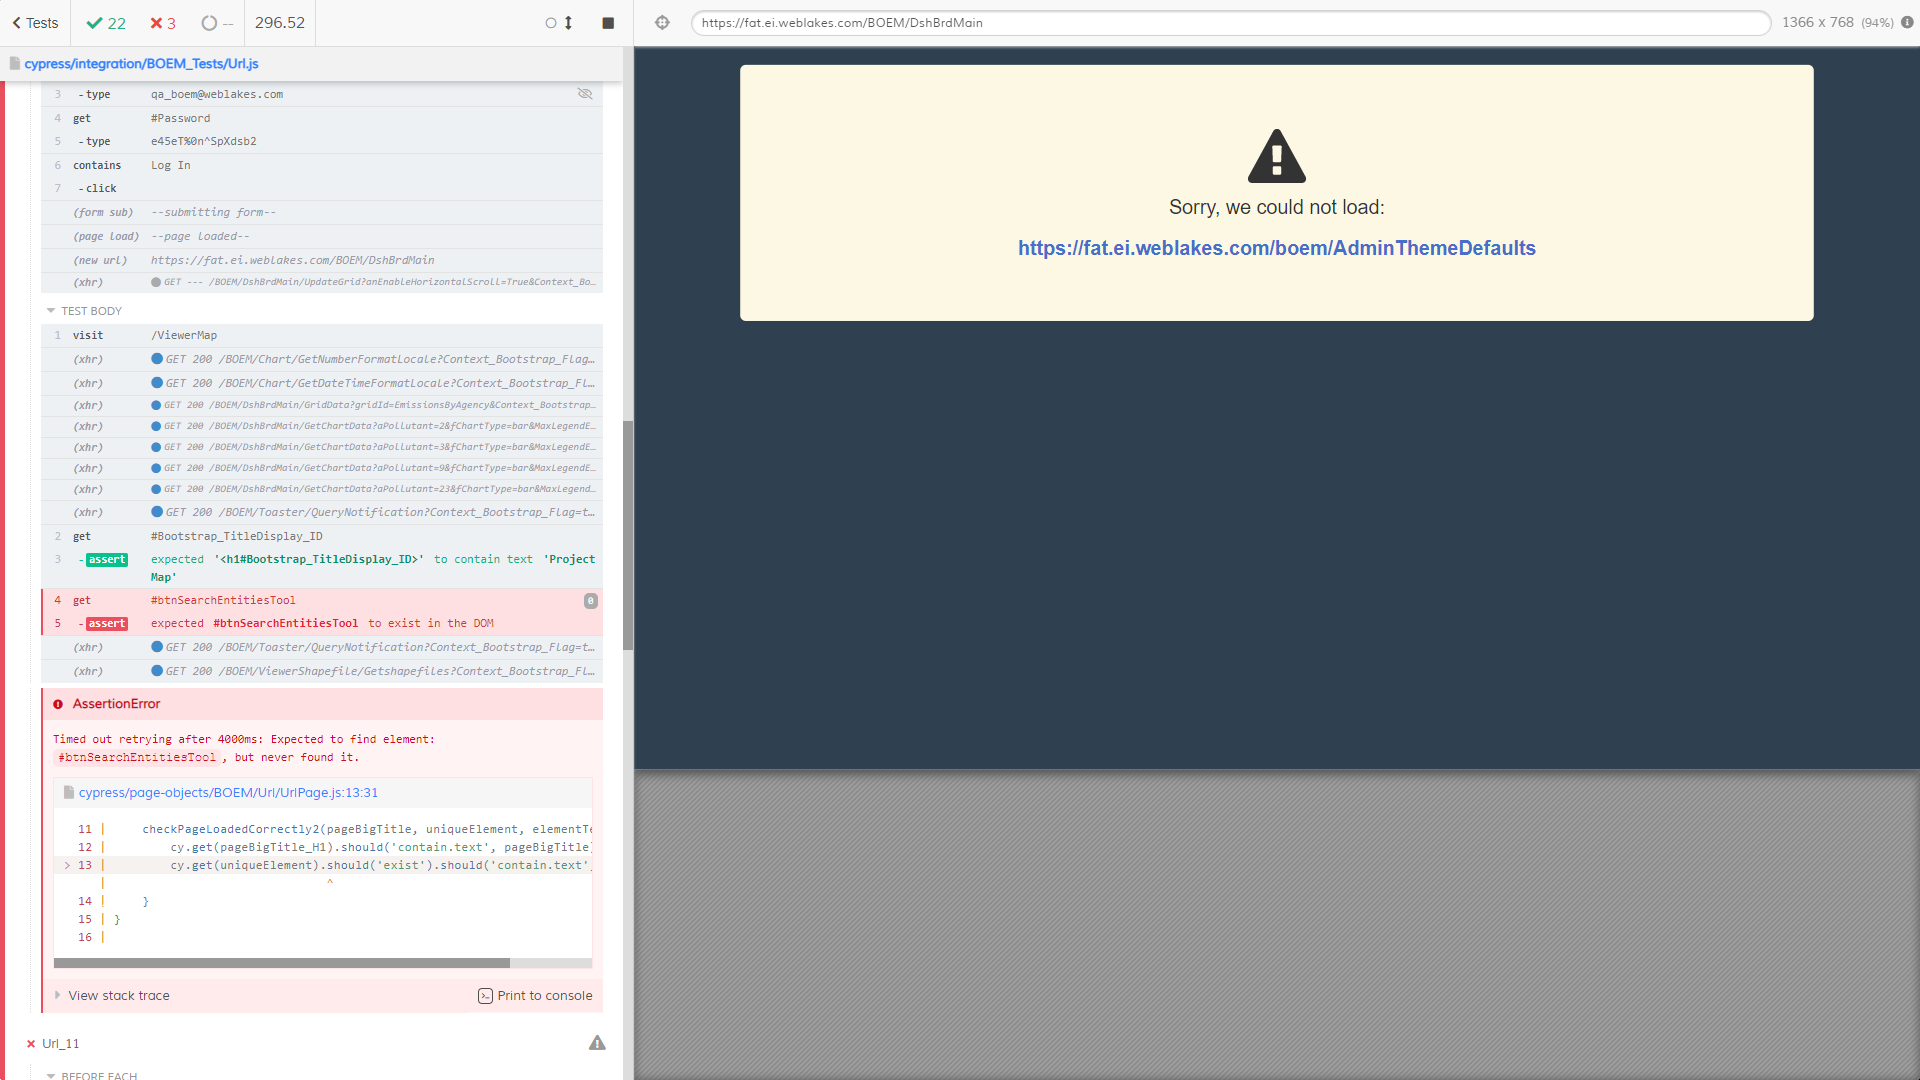 Tests
22
3
--
296.52
https://fat.ei.weblakes.com/BOEM/DshBrdMain
1366 x 768 (94%)
cypress/integration/BOEM_Tests/Url.js
3 -type qa_boem@weblakes.com
4 get #Password
5 -type e45eT%0n^SpXdsb2
6 contains Log In
7 -click
(form sub) --submitting form--
(page load) --page loaded--
(new url) https://fat.ei.weblakes.com/BOEM/DshBrdMain
(xhr) GET --- /BOEM/DshBrdMain/UpdateGrid?anEnableHorizontalScroll=True&Context_Bo…
TEST BODY
1 visit /ViewerMap
(xhr) GET 200 /BOEM/Chart/GetNumberFormatLocale?Context_Bootstrap_Flag…
(xhr) GET 200 /BOEM/Chart/GetDateTimeFormatLocale?Context_Bootstrap_Fl…
(xhr) GET 200 /BOEM/DshBrdMain/GridData?gridId=EmissionsByAgency&Context_Bootstrap…
(xhr) GET 200 /BOEM/DshBrdMain/GetChartData?aPollutant=2&fChartType=bar&MaxLegendE…
(xhr) GET 200 /BOEM/DshBrdMain/GetChartData?aPollutant=3&fChartType=bar&MaxLegendE…
(xhr) GET 200 /BOEM/DshBrdMain/GetChartData?aPollutant=9&fChartType=bar&MaxLegendE…
(xhr) GET 200 /BOEM/DshBrdMain/GetChartData?aPollutant=23&fChartType=bar&MaxLegend…
(xhr) GET 200 /BOEM/Toaster/QueryNotification?Context_Bootstrap_Flag=t…
2 get #Bootstrap_TitleDisplay_ID
3 -assert expected '<h1#Bootstrap_TitleDisplay_ID>' to contain text 'Project
Map'
4 get #btnSearchEntitiesTool 0
5 -assert expected #btnSearchEntitiesTool to exist in the DOM
(xhr) GET 200 /BOEM/Toaster/QueryNotification?Context_Bootstrap_Flag=t…
(xhr) GET 200 /BOEM/ViewerShapefile/Getshapefiles?Context_Bootstrap_Fl…
AssertionError
Timed out retrying after 4000ms: Expected to find element:
#btnSearchEntitiesTool, but never found it.
cypress/page-objects/BOEM/Url/UrlPage.js:13:31
11 | checkPageLoadedCorrectly2(pageBigTitle, uniqueElement, elementTe
12 | cy.get(pageBigTitle_H1).should('contain.text', pageBigTitle)
> 13 | cy.get(uniqueElement).should('exist').should('contain.text',
| ^
14 | }
15 | }
16 |
View stack trace
Print to console
Url_11
BEFORE EACH
Sorry, we could not load:
https://fat.ei.weblakes.com/boem/AdminThemeDefaults